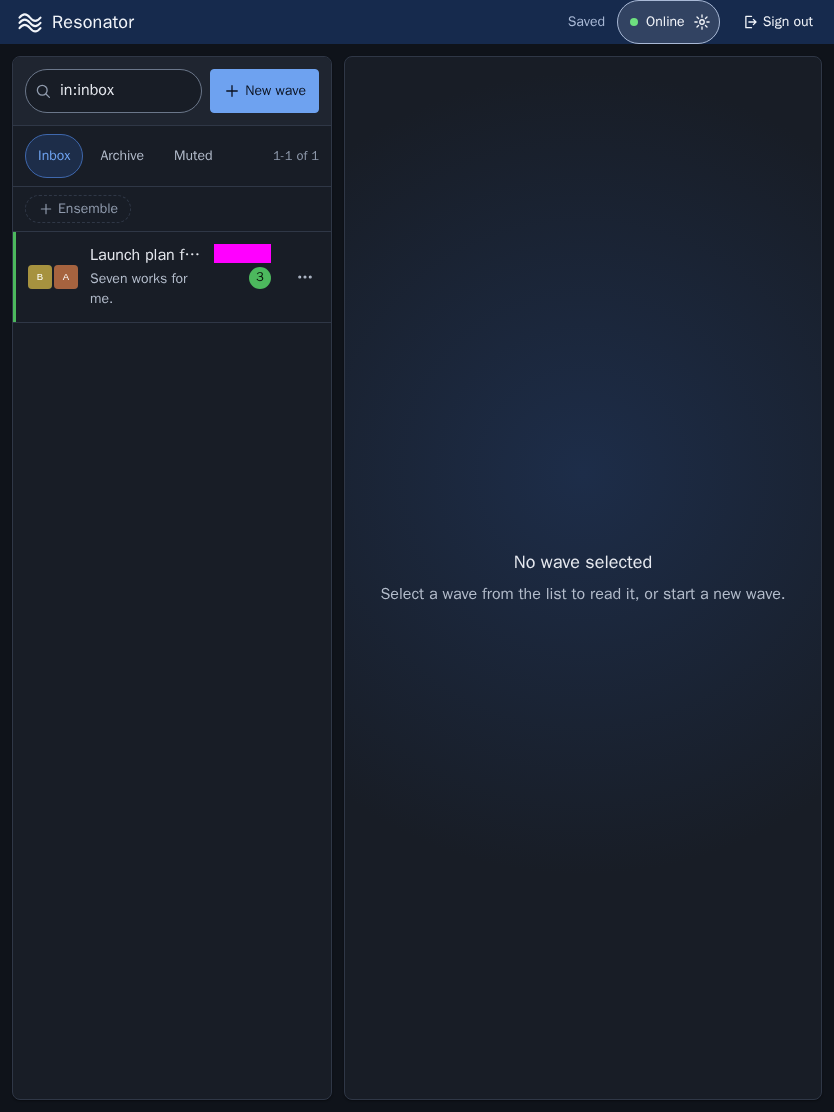 Resonator
Saved
Online
Sign out
in:inbox
New wave
Inbox
Archive
Muted
1-1 of 1
Ensemble
B
A
Launch plan f···
Seven works for
me.
3
No wave selected
Select a wave from the list to read it, or start a new wave.